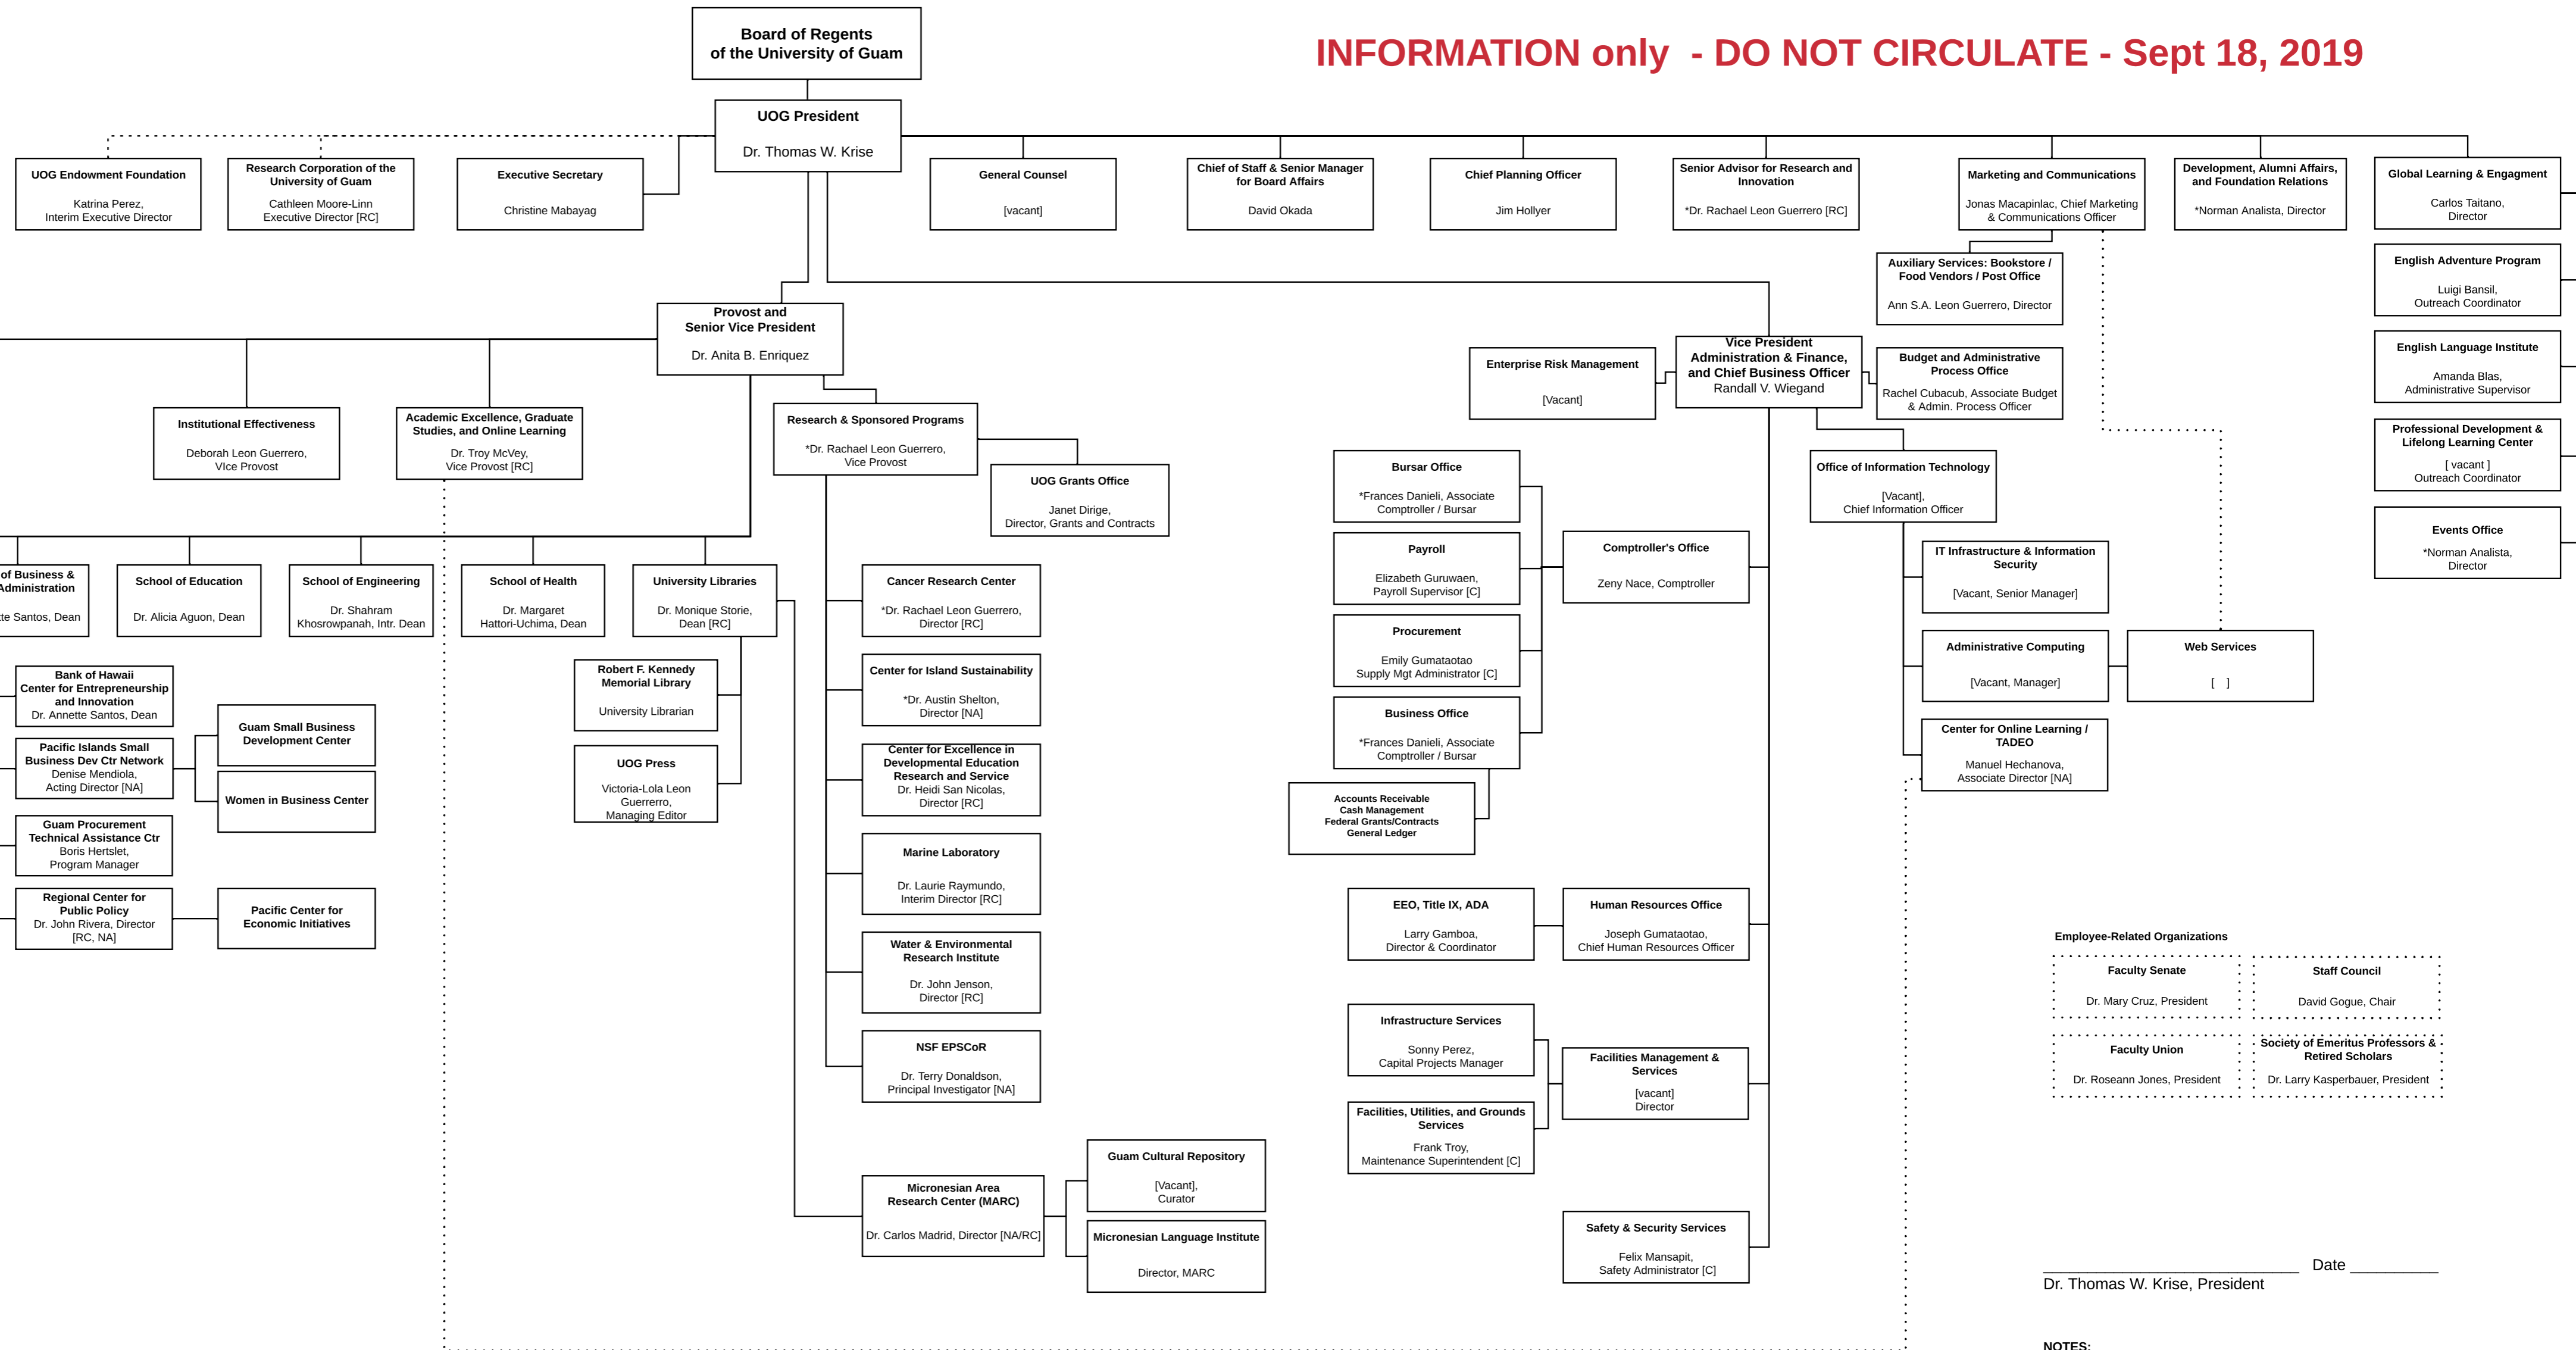 Board of Regents
of the University of Guam
INFORMATION only  - DO NOT CIRCULATE - Sept 18, 2019
UOG President
Dr. Thomas W. Krise
UOG Endowment Foundation
Katrina Perez,
Interim Executive Director
Research Corporation of the
University of Guam
Cathleen Moore-Linn
Executive Director [RC]
Executive Secretary
Christine Mabayag
General Counsel
[vacant]
Chief of Staff & Senior Manager
for Board Affairs
David Okada
Chief Planning Officer
Jim Hollyer
Senior Advisor for Research and
Innovation
*Dr. Rachael Leon Guerrero [RC]
Marketing and Communications
Jonas Macapinlac, Chief Marketing
& Communications Officer
Development, Alumni Affairs,
and Foundation Relations
*Norman Analista, Director
Global Learning & Engagment
Carlos Taitano,
Director
Auxiliary Services: Bookstore /
Food Vendors / Post Office
Ann S.A. Leon Guerrero, Director
English Adventure Program
Luigi Bansil,
Outreach Coordinator
Provost and
Senior Vice President
Dr. Anita B. Enriquez
Enterprise Risk Management
[Vacant]
Vice President
Administration & Finance,
and Chief Business Officer
Randall V. Wiegand
Budget and Administrative
Process Office
Rachel Cubacub, Associate Budget
& Admin. Process Officer
English Language Institute
Amanda Blas,
Administrative Supervisor
Institutional Effectiveness
Deborah Leon Guerrero,
VIce Provost
Academic Excellence, Graduate
Studies, and Online Learning
Dr. Troy McVey,
Vice Provost [RC]
Research & Sponsored Programs
*Dr. Rachael Leon Guerrero,
Vice Provost
UOG Grants Office
Janet Dirige,
Director, Grants and Contracts
Bursar Office
*Frances Danieli, Associate
Comptroller / Bursar
Office of Information Technology
[Vacant],
Chief Information Officer
Professional Development &
Lifelong Learning Center
[ vacant ]
Outreach Coordinator
Payroll
Elizabeth Guruwaen,
Payroll Supervisor [C]
Comptroller's Office
Zeny Nace, Comptroller
IT Infrastructure & Information
Security
[Vacant, Senior Manager]
Events Office
*Norman Analista,
Director
of Business &
Administration
te Santos, Dean
School of Education
Dr. Alicia Aguon, Dean
School of Engineering
Dr. Shahram
Khosrowpanah, Intr. Dean
School of Health
Dr. Margaret
Hattori-Uchima, Dean
University Libraries
Dr. Monique Storie,
Dean [RC]
Cancer Research Center
*Dr. Rachael Leon Guerrero,
Director [RC]
Procurement
Emily Gumataotao
Supply Mgt Administrator [C]
Administrative Computing
[Vacant, Manager]
Web Services
[   ]
Bank of Hawaii
Center for Entrepreneurship
and Innovation
Dr. Annette Santos, Dean
Robert F. Kennedy
Memorial Library
University Librarian
Center for Island Sustainability
*Dr. Austin Shelton,
Director [NA]
Business Office
*Frances Danieli, Associate
Comptroller / Bursar
Center for Online Learning /
TADEO
Manuel Hechanova,
Associate Director [NA]
Guam Small Business
Development Center
Pacific Islands Small
Business Dev Ctr Network
Denise Mendiola,
Acting Director [NA]
Women in Business Center
UOG Press
Victoria-Lola Leon
Guerrerro,
Managing Editor
Center for Excellence in
Developmental Education
Research and Service
Dr. Heidi San Nicolas,
Director [RC]
Accounts Receivable
Cash Management
Federal Grants/Contracts
General Ledger
Guam Procurement
Technical Assistance Ctr
Boris Hertslet,
Program Manager
Marine Laboratory
Dr. Laurie Raymundo,
Interim Director [RC]
Regional Center for
Public Policy
Dr. John Rivera, Director
[RC, NA]
Pacific Center for
Economic Initiatives
EEO, Title IX, ADA
Larry Gamboa,
Director & Coordinator
Human Resources Office
Joseph Gumataotao,
Chief Human Resources Officer
Water & Environmental
Research Institute
Dr. John Jenson,
Director [RC]
Employee-Related Organizations
Faculty Senate
Dr. Mary Cruz, President
Staff Council
David Gogue, Chair
NSF EPSCoR
Dr. Terry Donaldson,
Principal Investigator [NA]
Infrastructure Services
Sonny Perez,
Capital Projects Manager
Facilities Management &
Services
[vacant]
Director
Faculty Union
Dr. Roseann Jones, President
Society of Emeritus Professors &
Retired Scholars
Dr. Larry Kasperbauer, President
Facilities, Utilities, and Grounds
Services
Frank Troy,
Maintenance Superintendent [C]
Guam Cultural Repository
[Vacant],
Curator
Micronesian Area
Research Center (MARC)
Dr. Carlos Madrid, Director [NA/RC]
Micronesian Language Institute
Director, MARC
Safety & Security Services
Felix Mansapit,
Safety Administrator [C]
_____________________________ Date __________
Dr. Thomas W. Krise, President
NOTES: